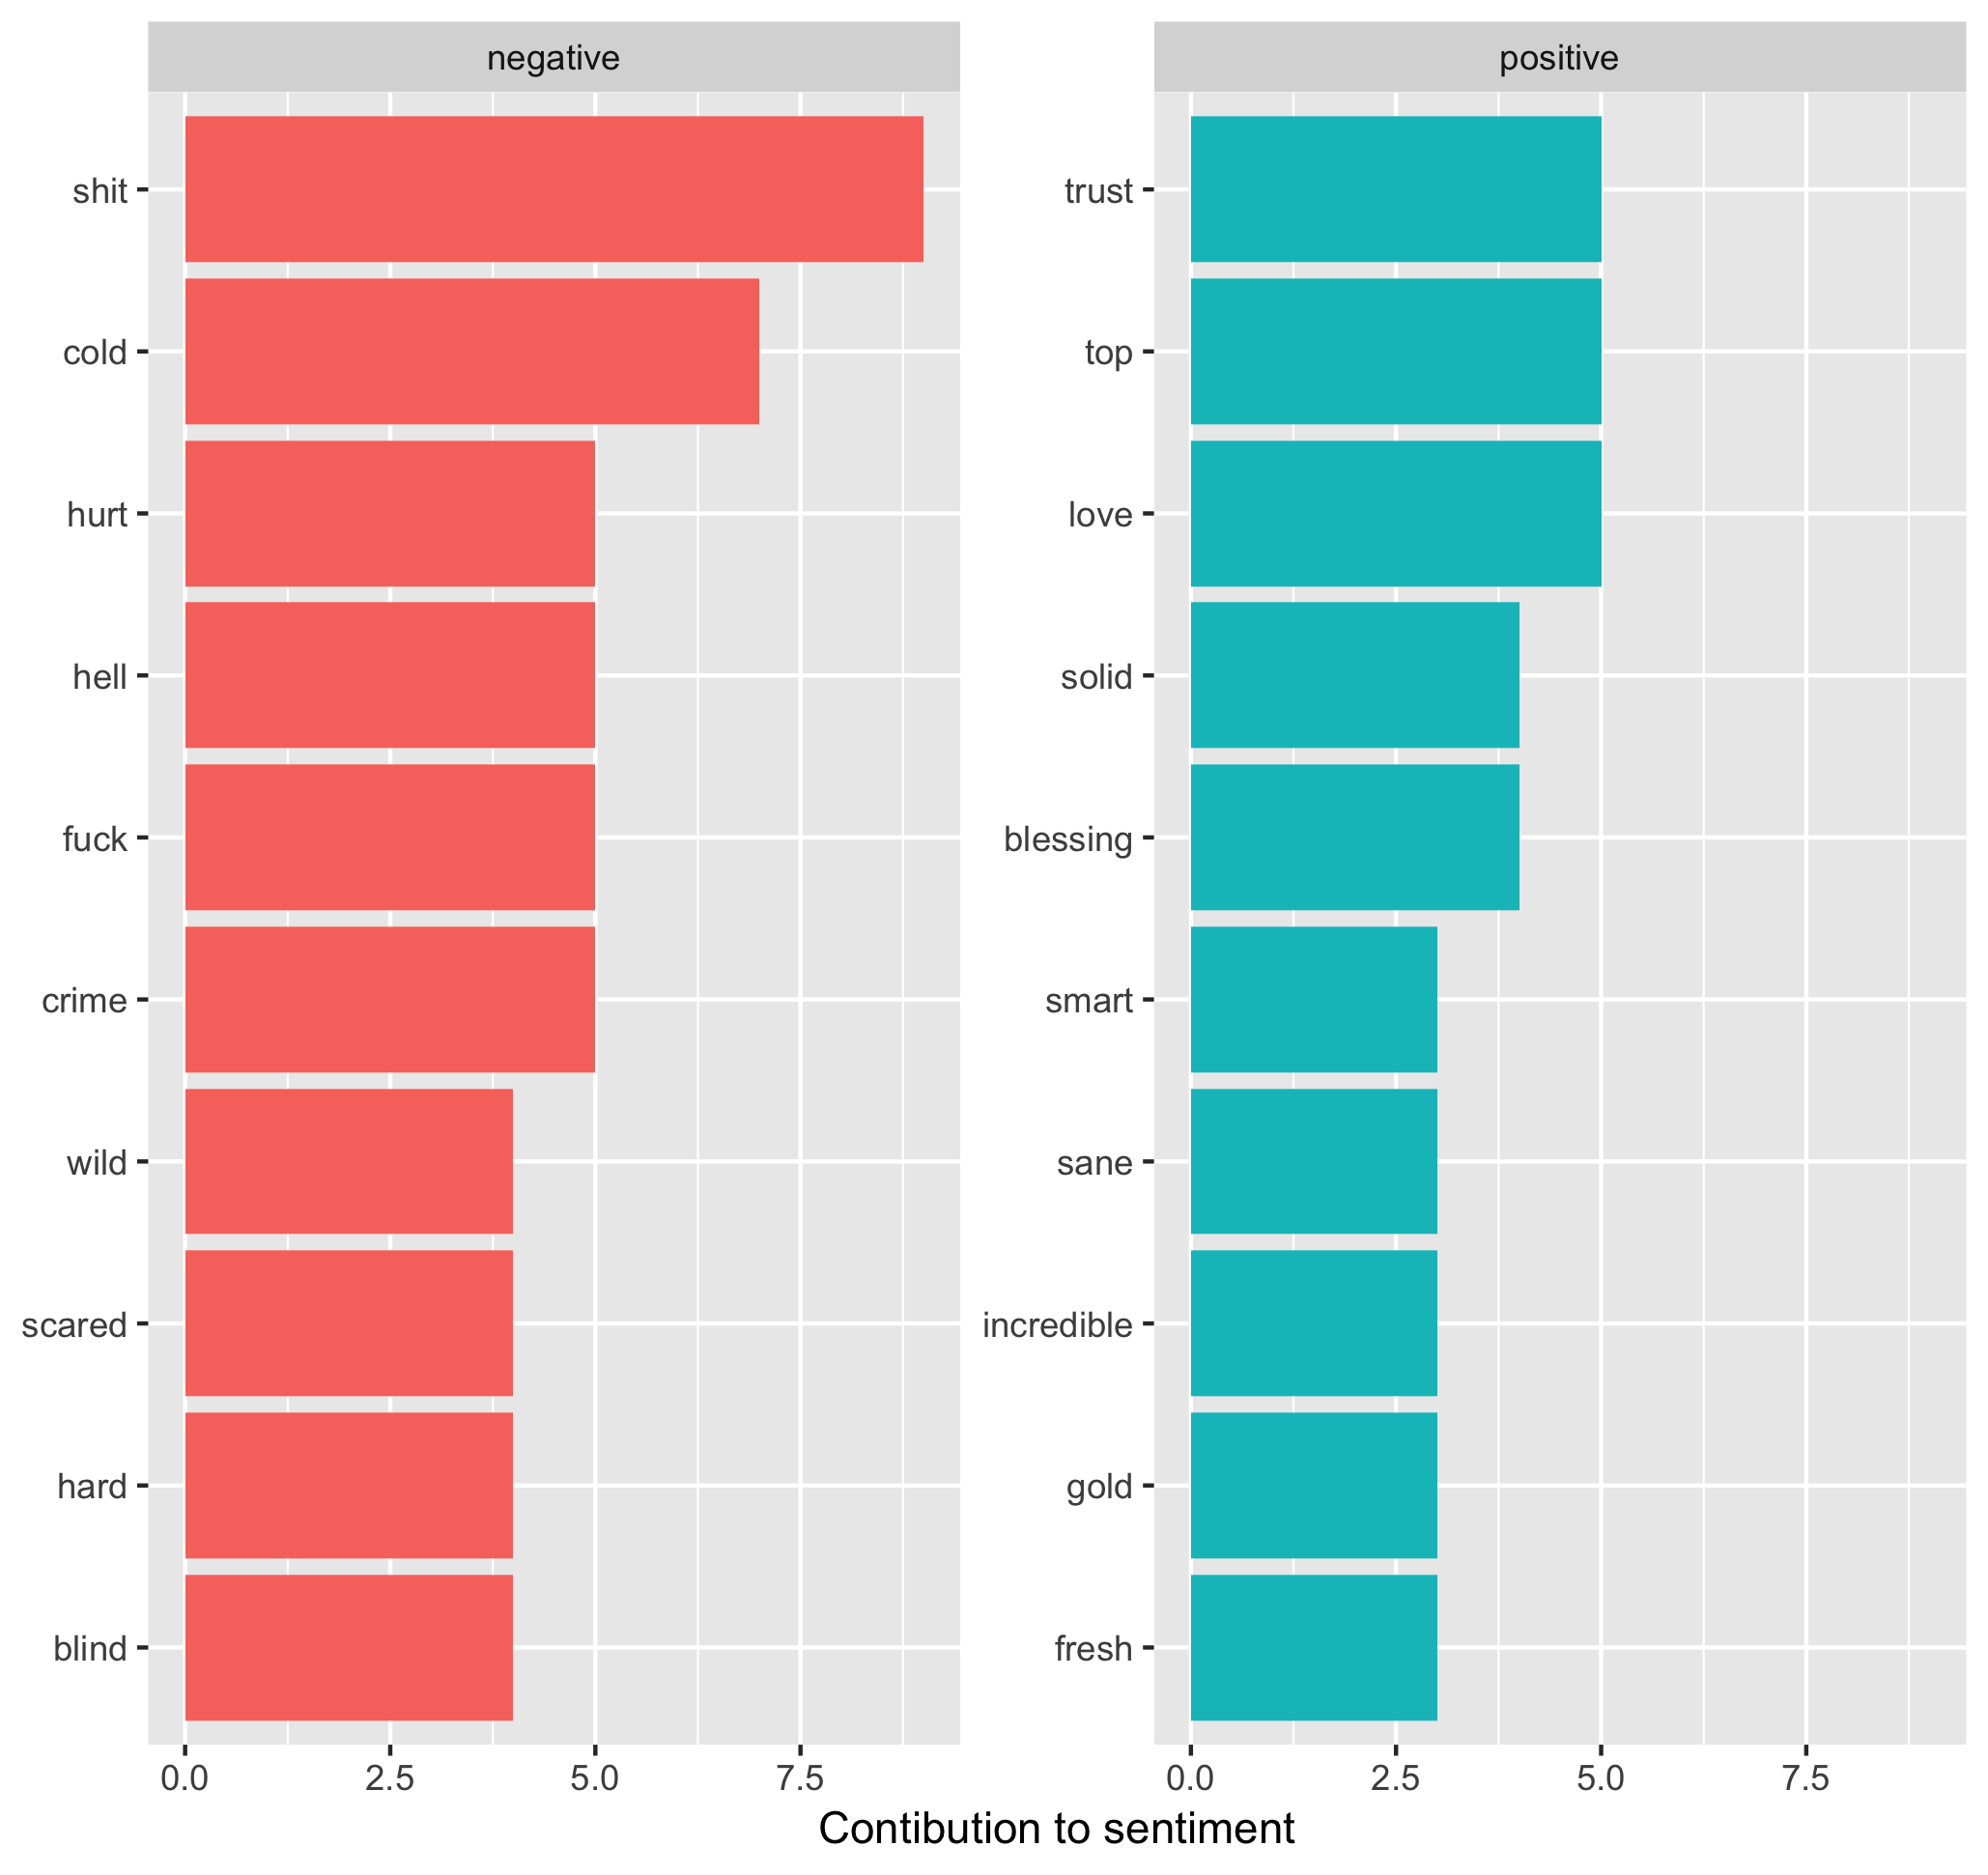 negative
shit
cold
hurt
hell
fuck
crime
wild
scared
hard
blind
0.0 2.5 5.0 7.5
positive
trust
top
love
solid
blessing
smart
sane
incredible
gold
fresh
0.0 2.5 5.0 7.5
Contibution to sentiment